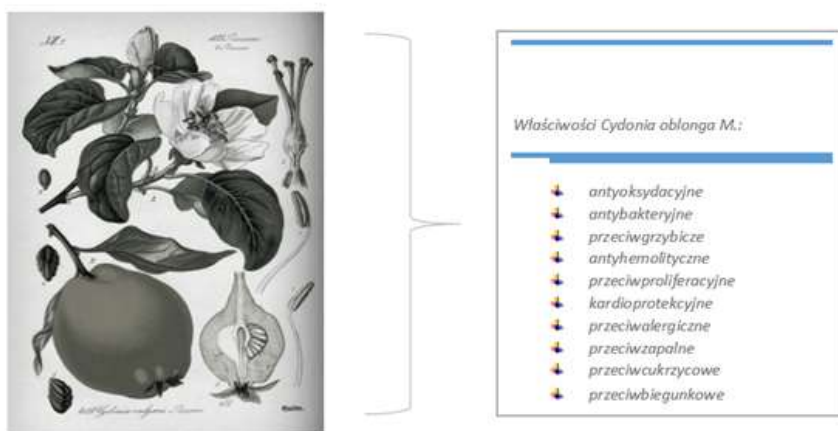 Właściwości Cydonia oblonga M.:
antyoksydacyjne
antybakteryjne
przeciwgrzybicze
antyhemolityczne
przeciwproliferacyjne
kardioprotekcyjne
przeciwalergiczne
przeciwzapalne
przeciwcukrzycowe
przeciwbiegunkowe